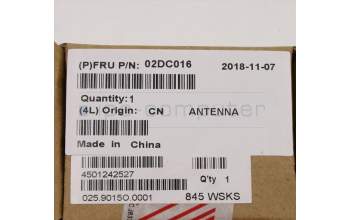 (P)FRU P/N: 02DC016 2018-11-07
Quantity:1
(4L) Origin: CN ANTENNA
Made in China
4501242527 Q'ty 1
025.9015O.0001 845 WSKS